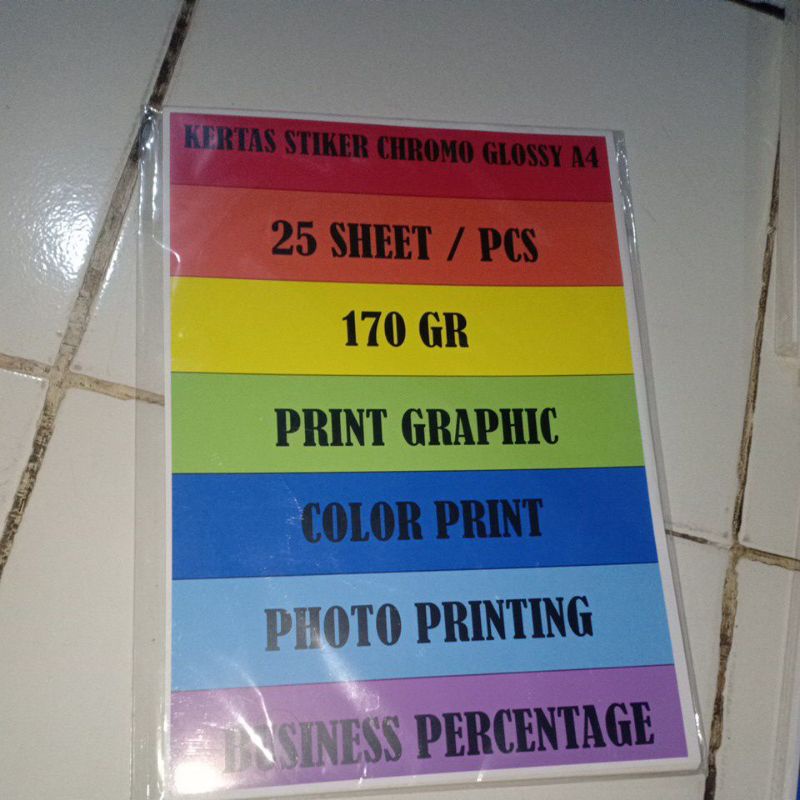 KERTAS STIKER CHROMO GLOSSY A4
25 SHEET / PCS
170 GR
PRINT GRAPHIC
COLOR PRINT
PHOTO PRINTING
BUSINESS PERCENTAGE